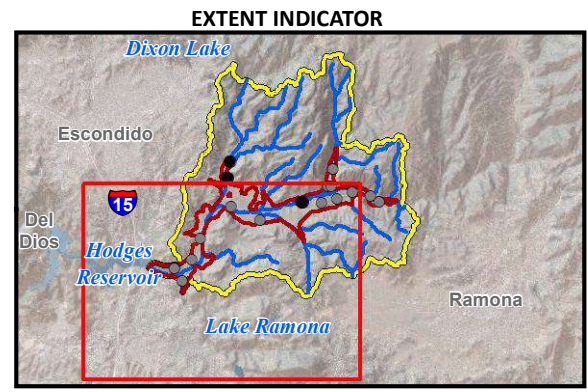 EXTENT INDICATOR
Dixon Lake
Escondido
15
Del
Dios
Hodges
Reservoir
Ramona
Lake Ramona